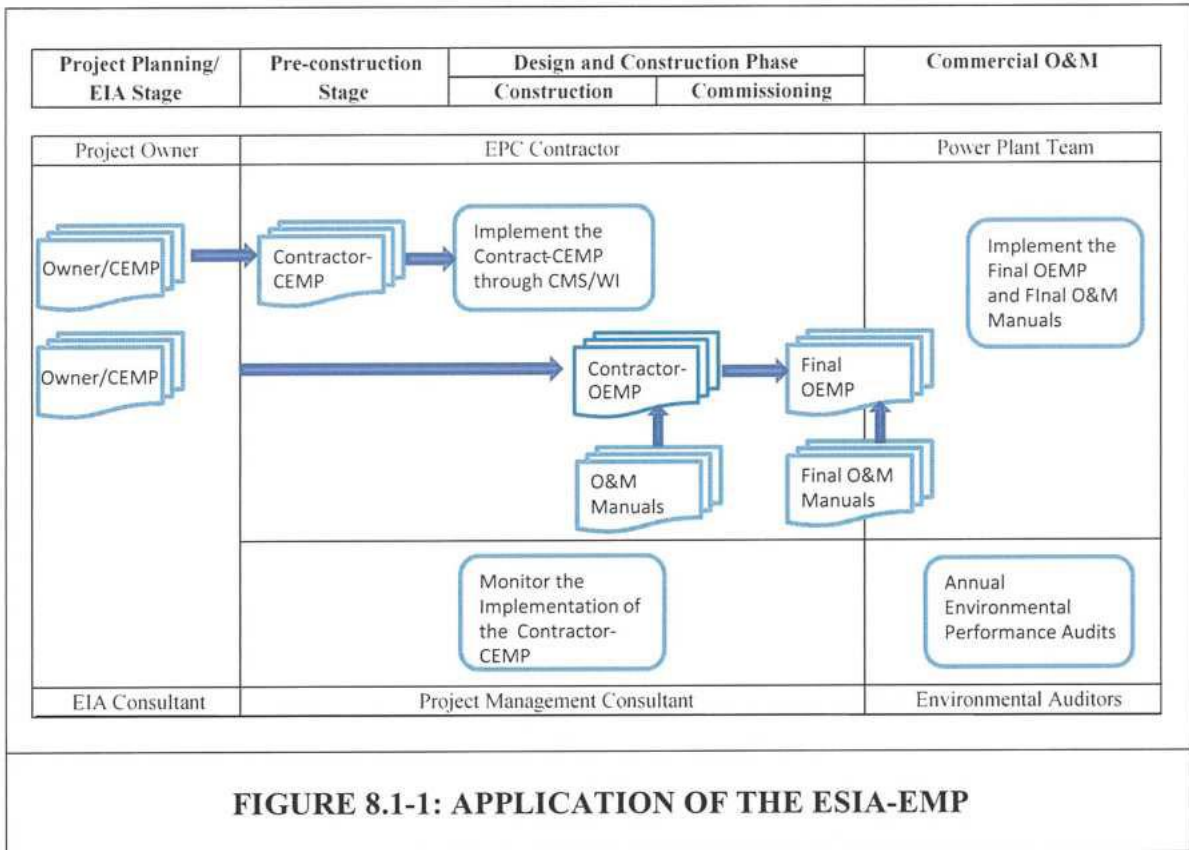 Project Planning/
EIA Stage
Pre-construction
Stage
Design and Construction Phase
Construction
Commissioning
Commercial O&M
Project Owner
EPC Contractor
Power Plant Team
Owner/CEMP
Contractor-
CEMP
Implement the
Contract-CEMP
through CMS/WI
Implement the
Final OEMP
and FInal O&M
Manuals
Owner/CEMP
Contractor-
OEMP
Final
OEMP
O&M
Manuals
Final O&M
Manuals
Monitor the
Implementation of
the Contractor-
CEMP
Annual
Environmental
Performance Audits
EIA Consultant
Project Management Consultant
Environmental Auditors
FIGURE 8.1-1: APPLICATION OF THE ESIA-EMP